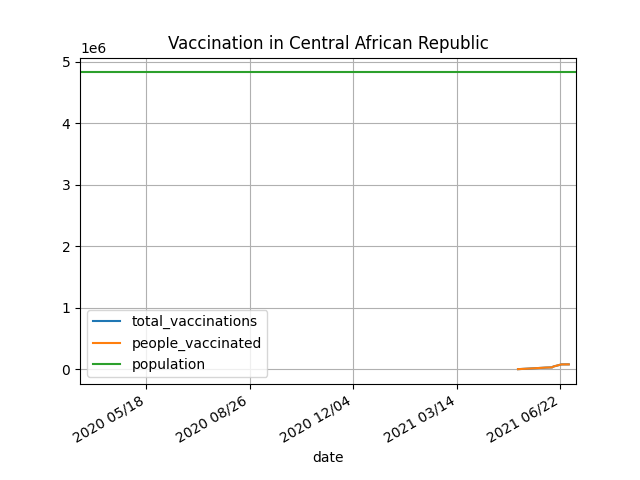 Vaccination in Central African Republic
1e6
5
4
3
2
1
0
total_vaccinations
people_vaccinated
population
2020 05/18
2020 08/26
2020 12/04
2021 03/14
2021 06/22
date